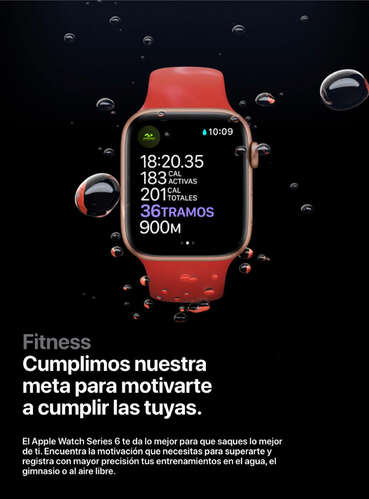 10:09
18:20.35
183 CAL ACTIVAS
201 CAL TOTALES
36TRAMOS
900M
Fitness
Cumplimos nuestra
meta para motivarte
a cumplir las tuyas.
El Apple Watch Series 6 te da lo mejor para que saques lo mejor
de ti. Encuentra la motivación que necesitas para superarte y
registra con mayor precisión tus entrenamientos en el agua, el
gimnasio o al aire libre.